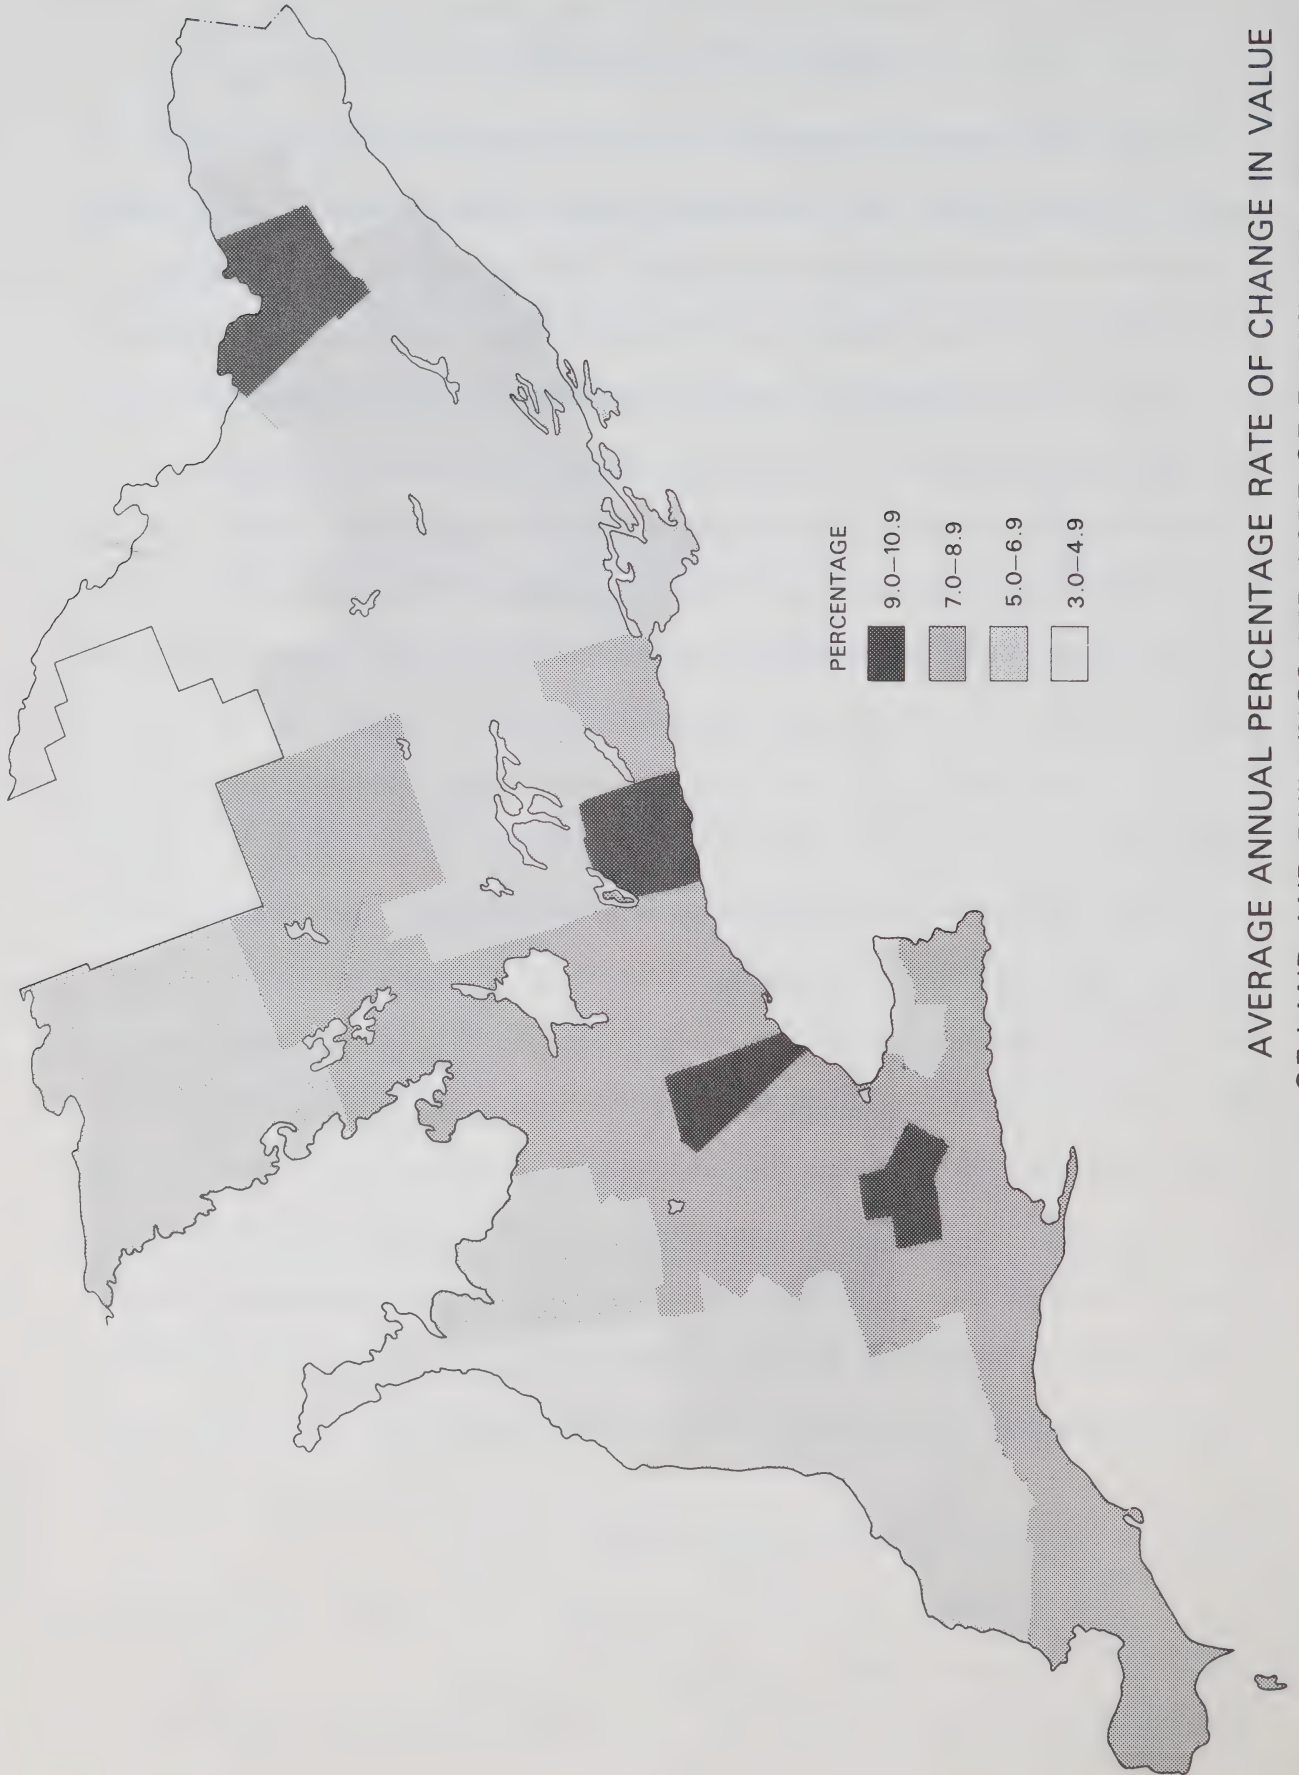 PERCENTAGE
9.0–10.9
7.0–8.9
5.0–6.9
3.0–4.9
AVERAGE ANNUAL PERCENTAGE RATE OF CHANGE IN VALUE